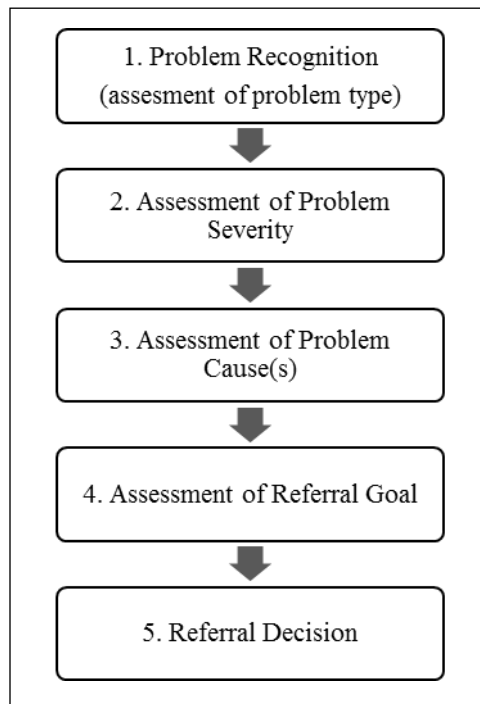 1. Problem Recognition
(assesment of problem type)
2. Assessment of Problem
Severity
3. Assessment of Problem
Cause(s)
4. Assessment of Referral Goal
5. Referral Decision